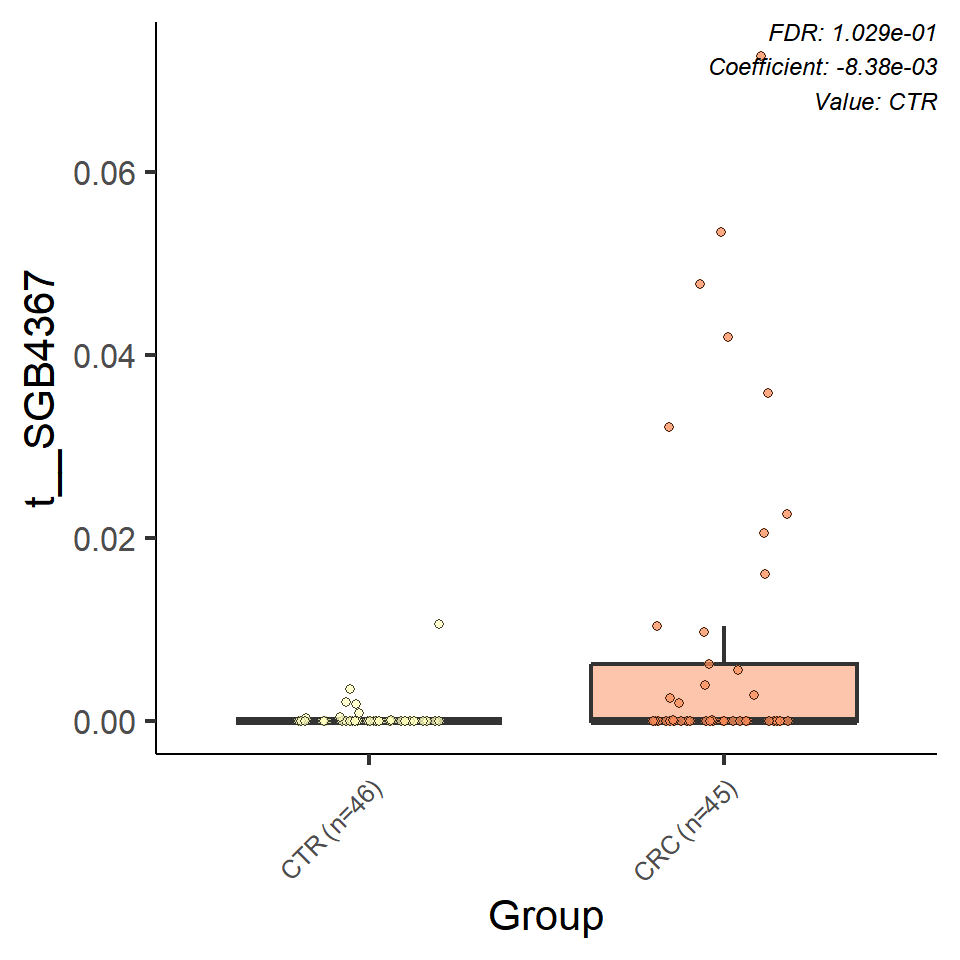 FDR: 1.029e-01
Coefficient: -8.38e-03
Value: CTR
t__SGB4367
0.06
0.04
0.02
0.00
CTR (n=46)
CRC (n=45)
Group